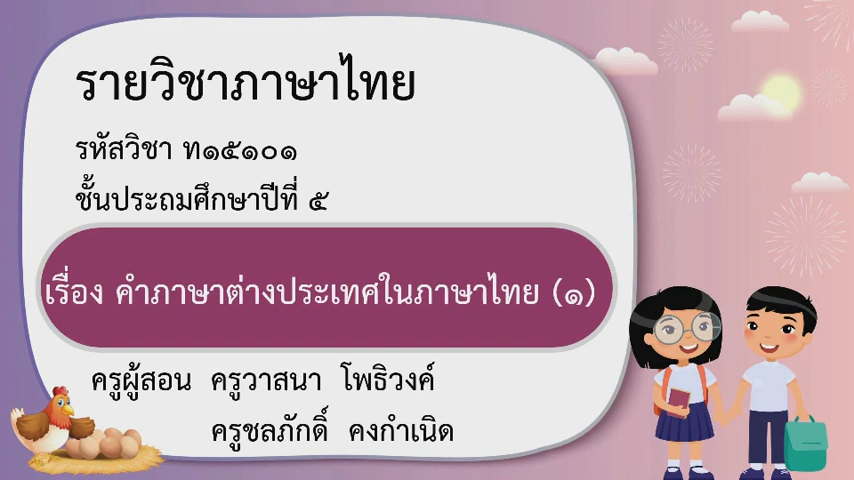 รายวิชาภาษาไทย
รหัสวิชา ท๑๕๑๐๑
ชั้นประถมศึกษาปีที่ ๕
เรื่อง คำภาษาต่างประเทศในภาษาไทย (๑)
ครูผู้สอน ครูวาสนา โพธิวงค์
ครูชลภักดิ์ คงกำเนิด